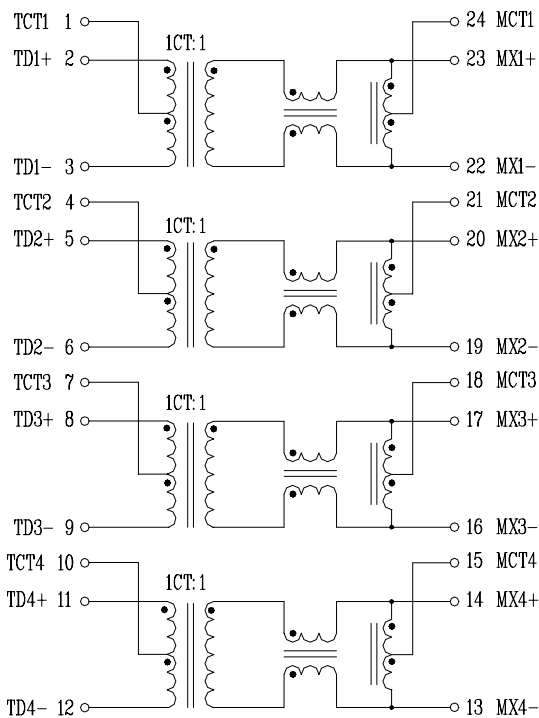 TCT1 1 24 MCT1
1CT:1
TD1+ 2 23 MX1+
TD1- 3 22 MX1-
TCT2 4 21 MCT2
1CT:1
TD2+ 5 20 MX2+
TD2- 6 19 MX2-
TCT3 7 18 MCT3
1CT:1
TD3+ 8 17 MX3+
TD3- 9 16 MX3-
TCT4 10 15 MCT4
1CT:1
TD4+ 11 14 MX4+
TD4- 12 13 MX4-